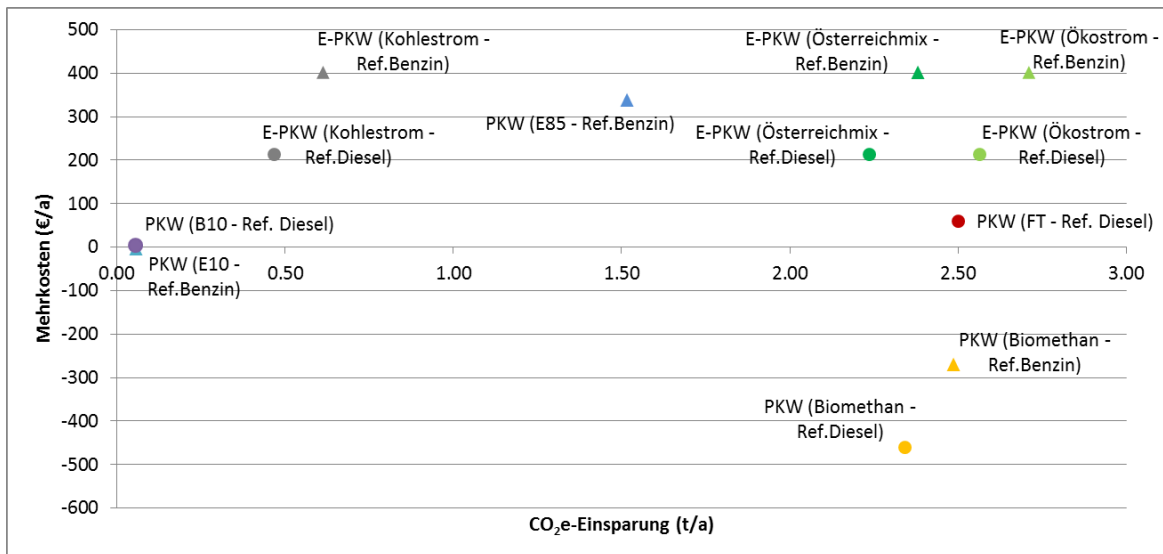 500
400
300
200
100
0
-100
-200
-300
-400
-500
-600
Mehrkosten (€/a)
E-PKW (Kohlestrom -
Ref.Benzin)
E-PKW (Österreichmix -
Ref.Benzin)
E-PKW (Ökostrom -
Ref.Benzin)
PKW (E85 - Ref.Benzin)
E-PKW (Kohlestrom -
Ref.Diesel)
E-PKW (Österreichmix -
Ref.Diesel)
E-PKW (Ökostrom -
Ref.Diesel)
PKW (B10 - Ref. Diesel)
PKW (FT - Ref. Diesel)
PKW (E10 -
Ref.Benzin)
0.00
0.50
1.00
1.50
2.00
2.50
3.00
PKW (Biomethan -
Ref.Benzin)
PKW (Biomethan -
Ref.Diesel)
CO₂e-Einsparung (t/a)